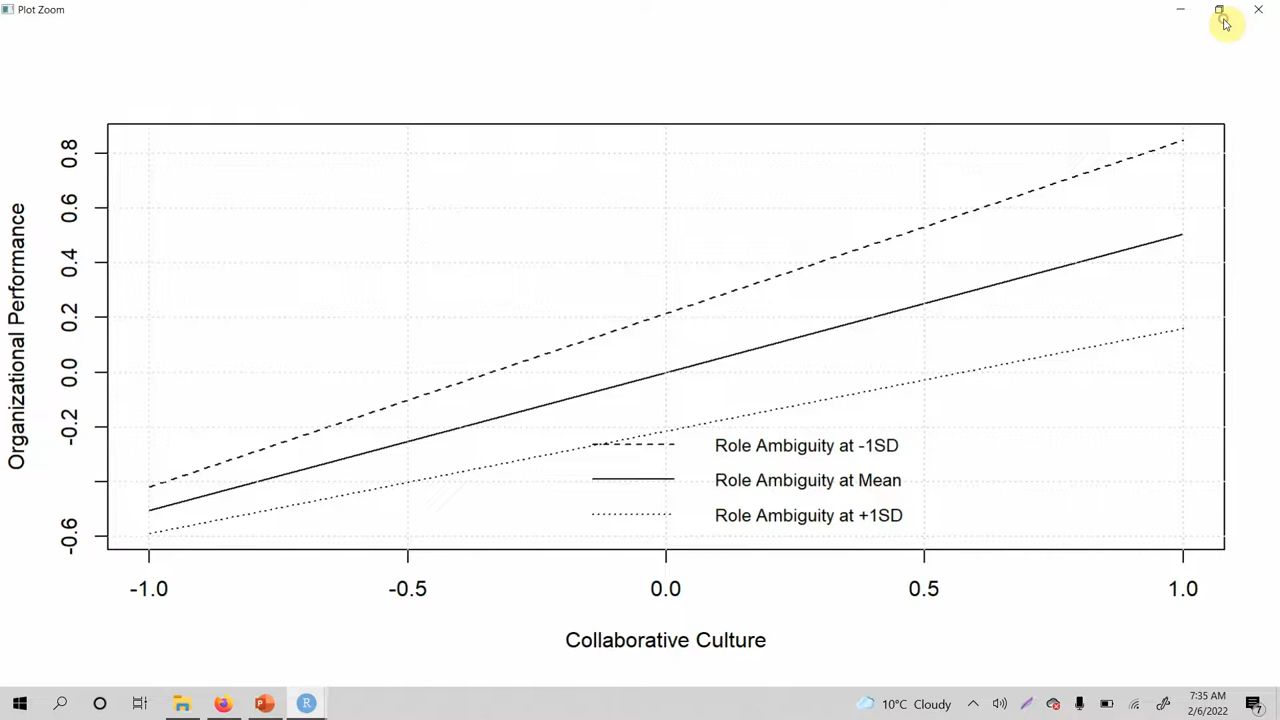 Plot Zoom
Organizational Performance
0.8
0.6
0.4
0.2
0.0
-0.2
-0.6
Role Ambiguity at -1SD
Role Ambiguity at Mean
Role Ambiguity at +1SD
-1.0 -0.5 0.0 0.5 1.0
Collaborative Culture
P R 10°C Cloudy 7:35 AM
2/6/2022 7